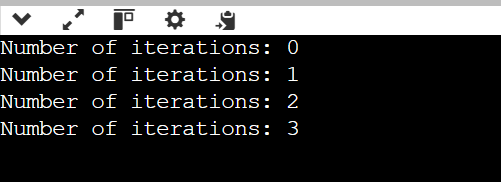 Number of iterations: 0
Number of iterations: 1
Number of iterations: 2
Number of iterations: 3